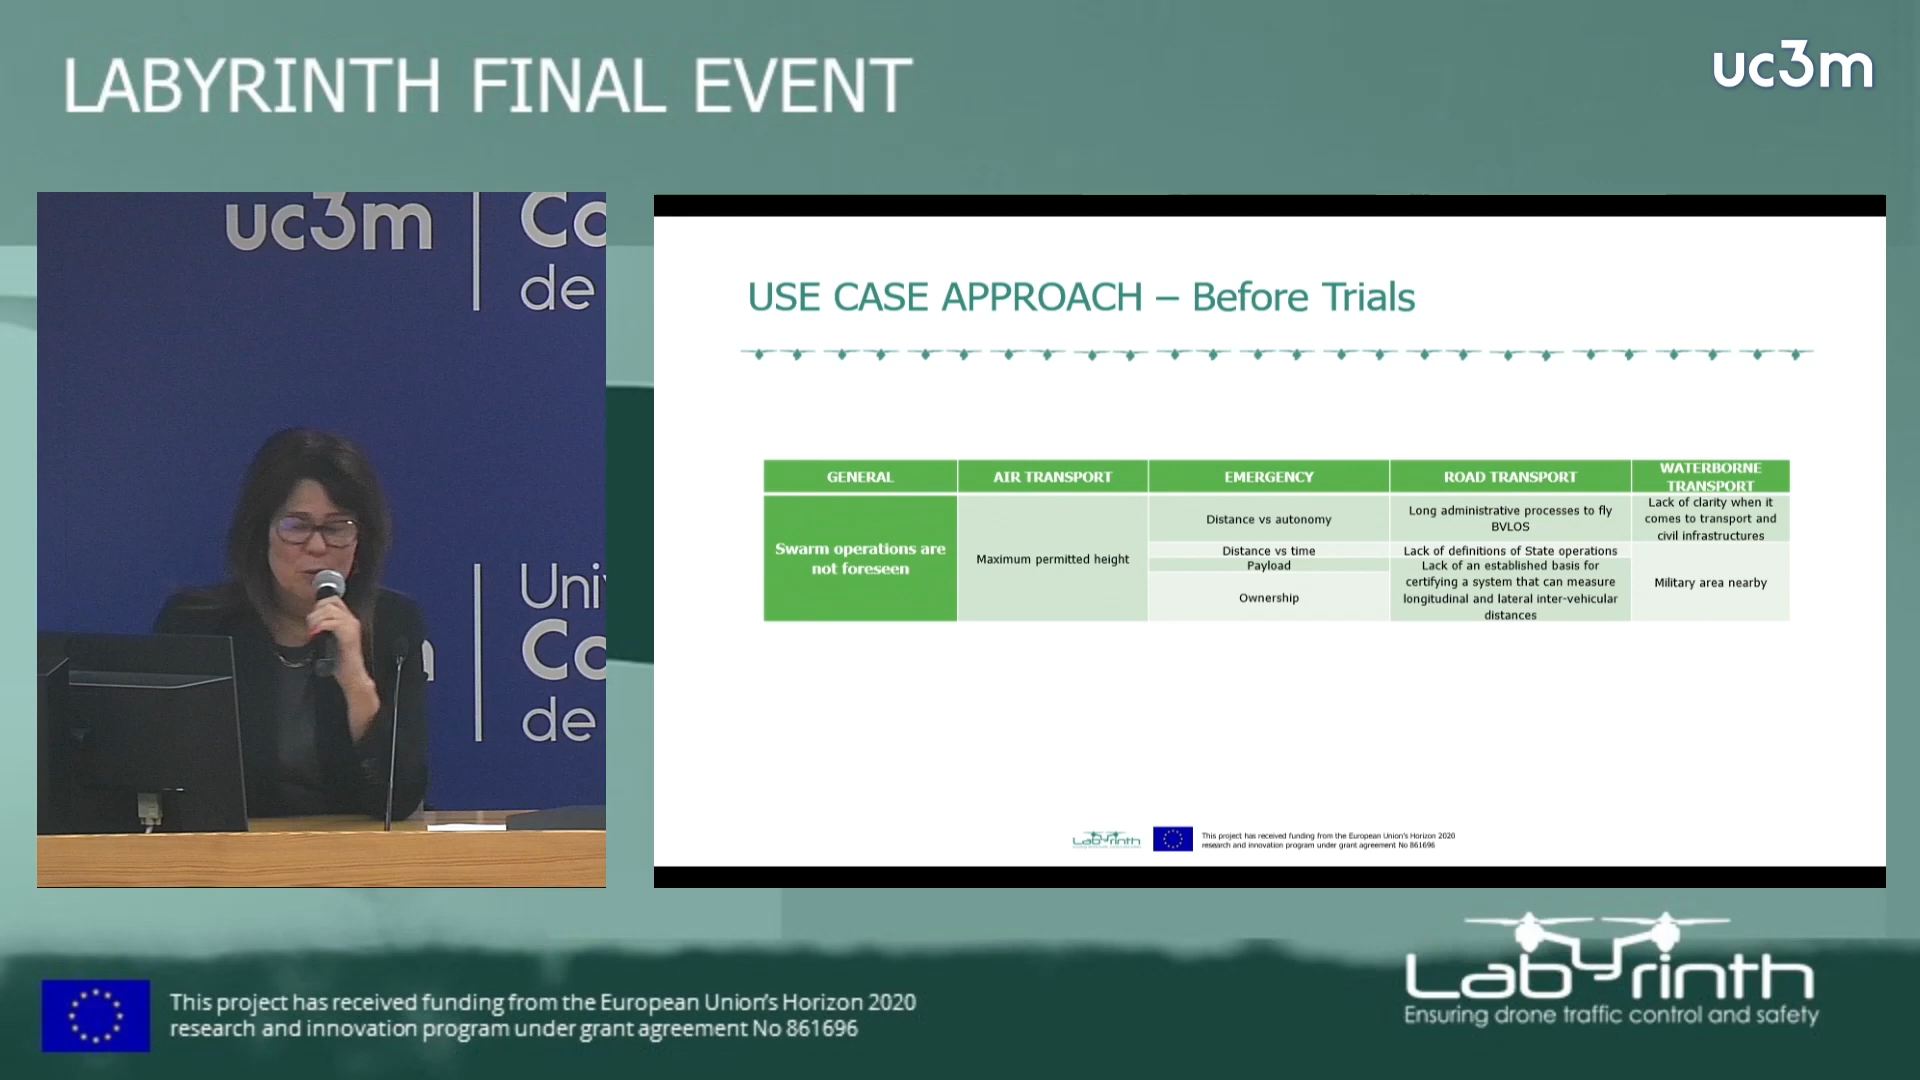 LABYRINTH FINAL EVENT
uc3m
uc3m
Co
de
Uni
Co
de
USE CASE APPROACH – Before Trials
GENERAL
AIR TRANSPORT
EMERGENCY
ROAD TRANSPORT
WATERBORNE
TRANSPORT
Swarm operations are
not foreseen
Maximum permitted height
Distance vs autonomy
Distance vs time
Payload
Ownership
Long administrative processes to fly
BVLOS
Lack of definitions of State operations
Lack of an established basis for
certifying a system that can measure
longitudinal and lateral inter-vehicular
distances
Lack of clarity when it
comes to transport and
civil infrastructures
Military area nearby
Labyrinth
This project has received funding from the European Union's Horizon 2020
research and innovation program under grant agreement No 861696
This project has received funding from the European Union's Horizon 2020
research and innovation program under grant agreement No 861696
Labyrinth
Ensuring drone traffic control and safety